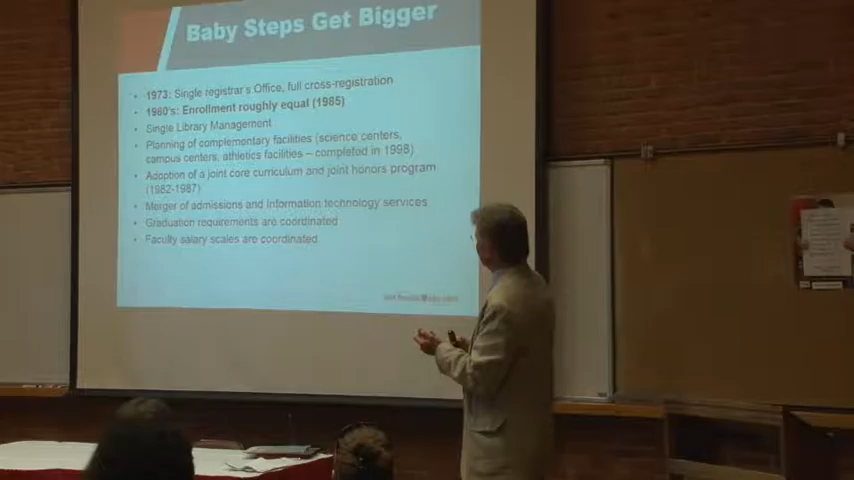 Baby Steps Get Bigger
• 1973: Single registrar's Office, full cross-registration
• 1980's: Enrollment roughly equal (1985)
• Single Library Management
• Planning of complementary facilities (science centers,
campus centers, athletics facilities – completed in 1998)
• Adoption of a joint core curriculum and joint honors program
(1982-1987)
• Merger of admissions and information technology services
• Graduation requirements are coordinated
• Faculty salary scales are coordinated